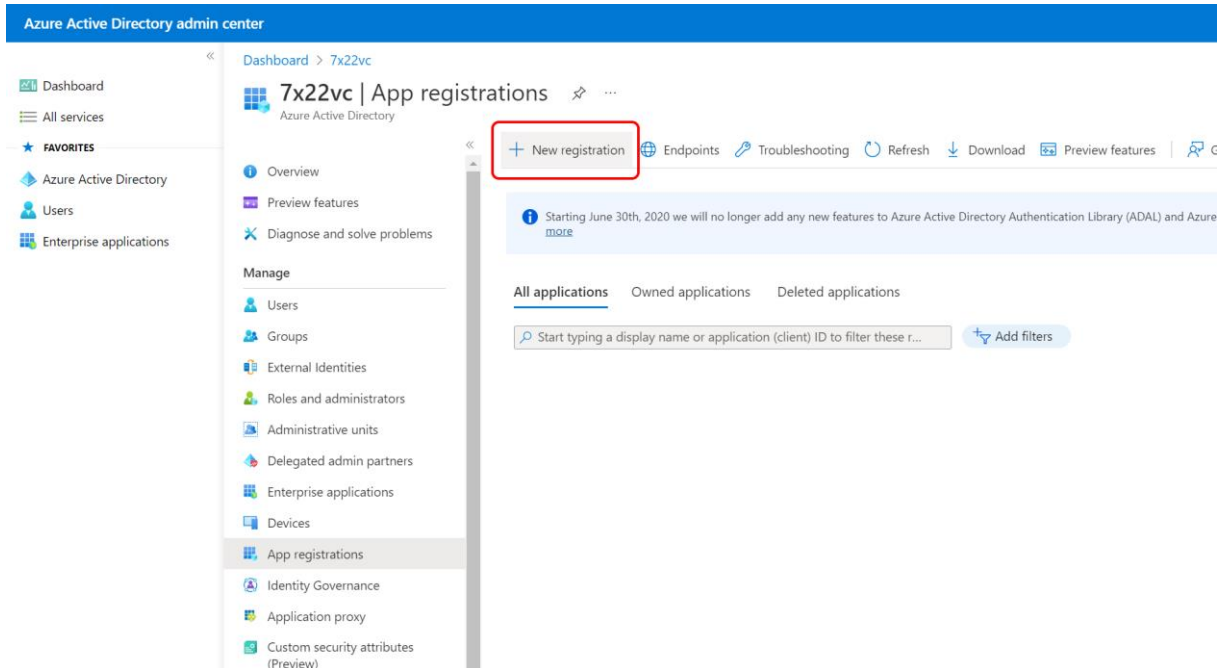 Azure Active Directory admin center
«
Dashboard
All services
FAVORITES
Azure Active Directory
Users
Enterprise applications
Dashboard > 7x22vc
7x22vc | App registrations ...
Azure Active Directory
«
Overview
Preview features
Diagnose and solve problems
Manage
Users
Groups
External Identities
Roles and administrators
Administrative units
Delegated admin partners
Enterprise applications
Devices
App registrations
Identity Governance
Application proxy
Custom security attributes
(Preview)
+ New registration Endpoints Troubleshooting Refresh Download Preview features | G
Starting June 30th, 2020 we will no longer add any new features to Azure Active Directory Authentication Library (ADAL) and Azure
more
All applications Owned applications Deleted applications
Start typing a display name or application (client) ID to filter these r... Add filters